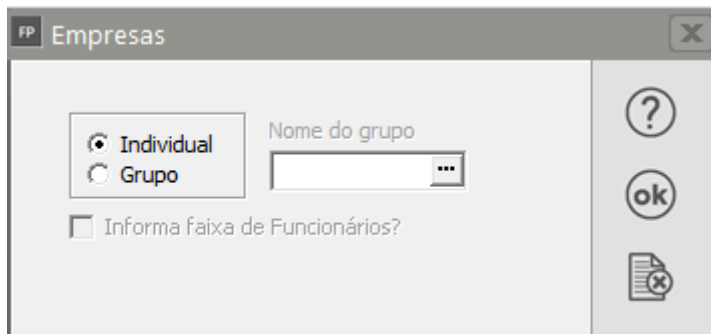 FP Empresas
Individual
Grupo
Nome do grupo
...
Informa faixa de Funcionários?
?
ok